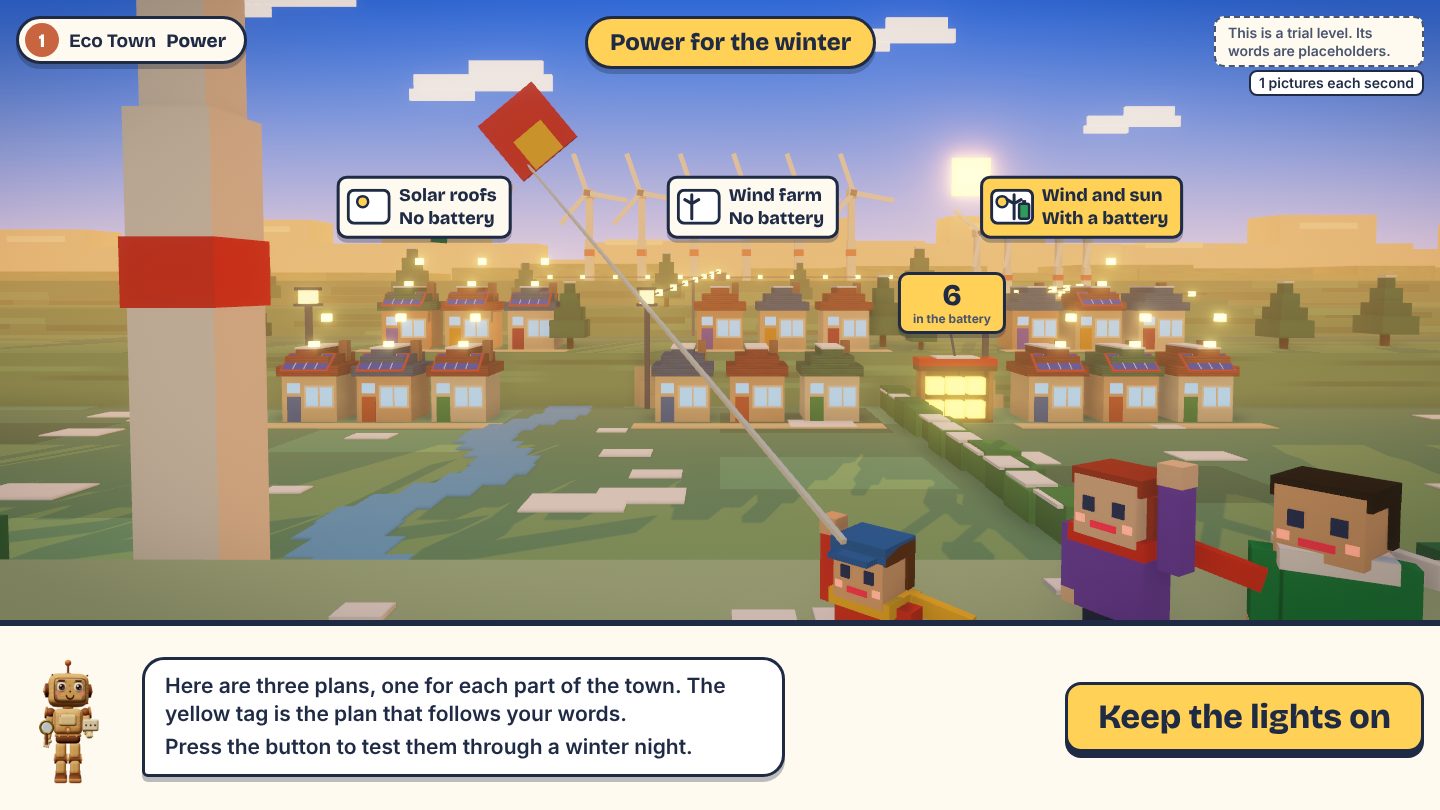 1 Eco Town Power
Power for the winter
This is a trial level. Its
words are placeholders.
1 pictures each second
Solar roofs
No battery
Wind farm
No battery
Wind and sun
With a battery
6
in the battery
Here are three plans, one for each part of the town. The
yellow tag is the plan that follows your words.
Press the button to test them through a winter night.
Keep the lights on